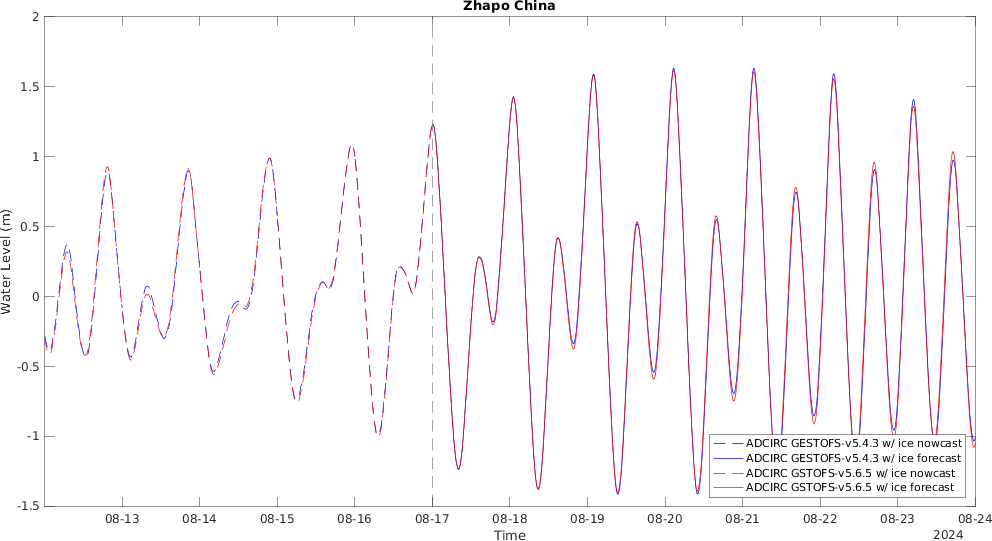 Zhapo China
2
1.5
1
0.5
0
-0.5
-1
-1.5
Water Level (m)
ADCIRC GESTOFS-v5.4.3 w/ ice nowcast
ADCIRC GESTOFS-v5.4.3 w/ ice forecast
ADCIRC GSTOFS-v5.6.5 w/ ice nowcast
ADCIRC GSTOFS-v5.6.5 w/ ice forecast
08-13 08-14 08-15 08-16 08-17 08-18 08-19 08-20 08-21 08-22 08-23 08-24
Time
2024